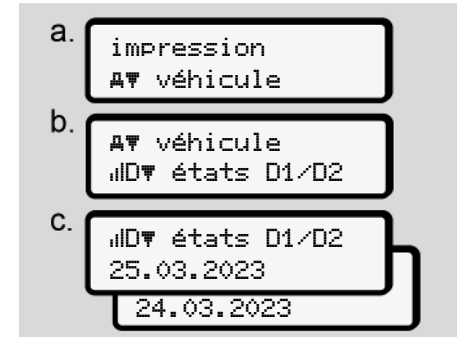 a.
impression
véhicule
b.
véhicule
D états D1/D2
c.
D états D1/D2
25.03.2023
24.03.2023